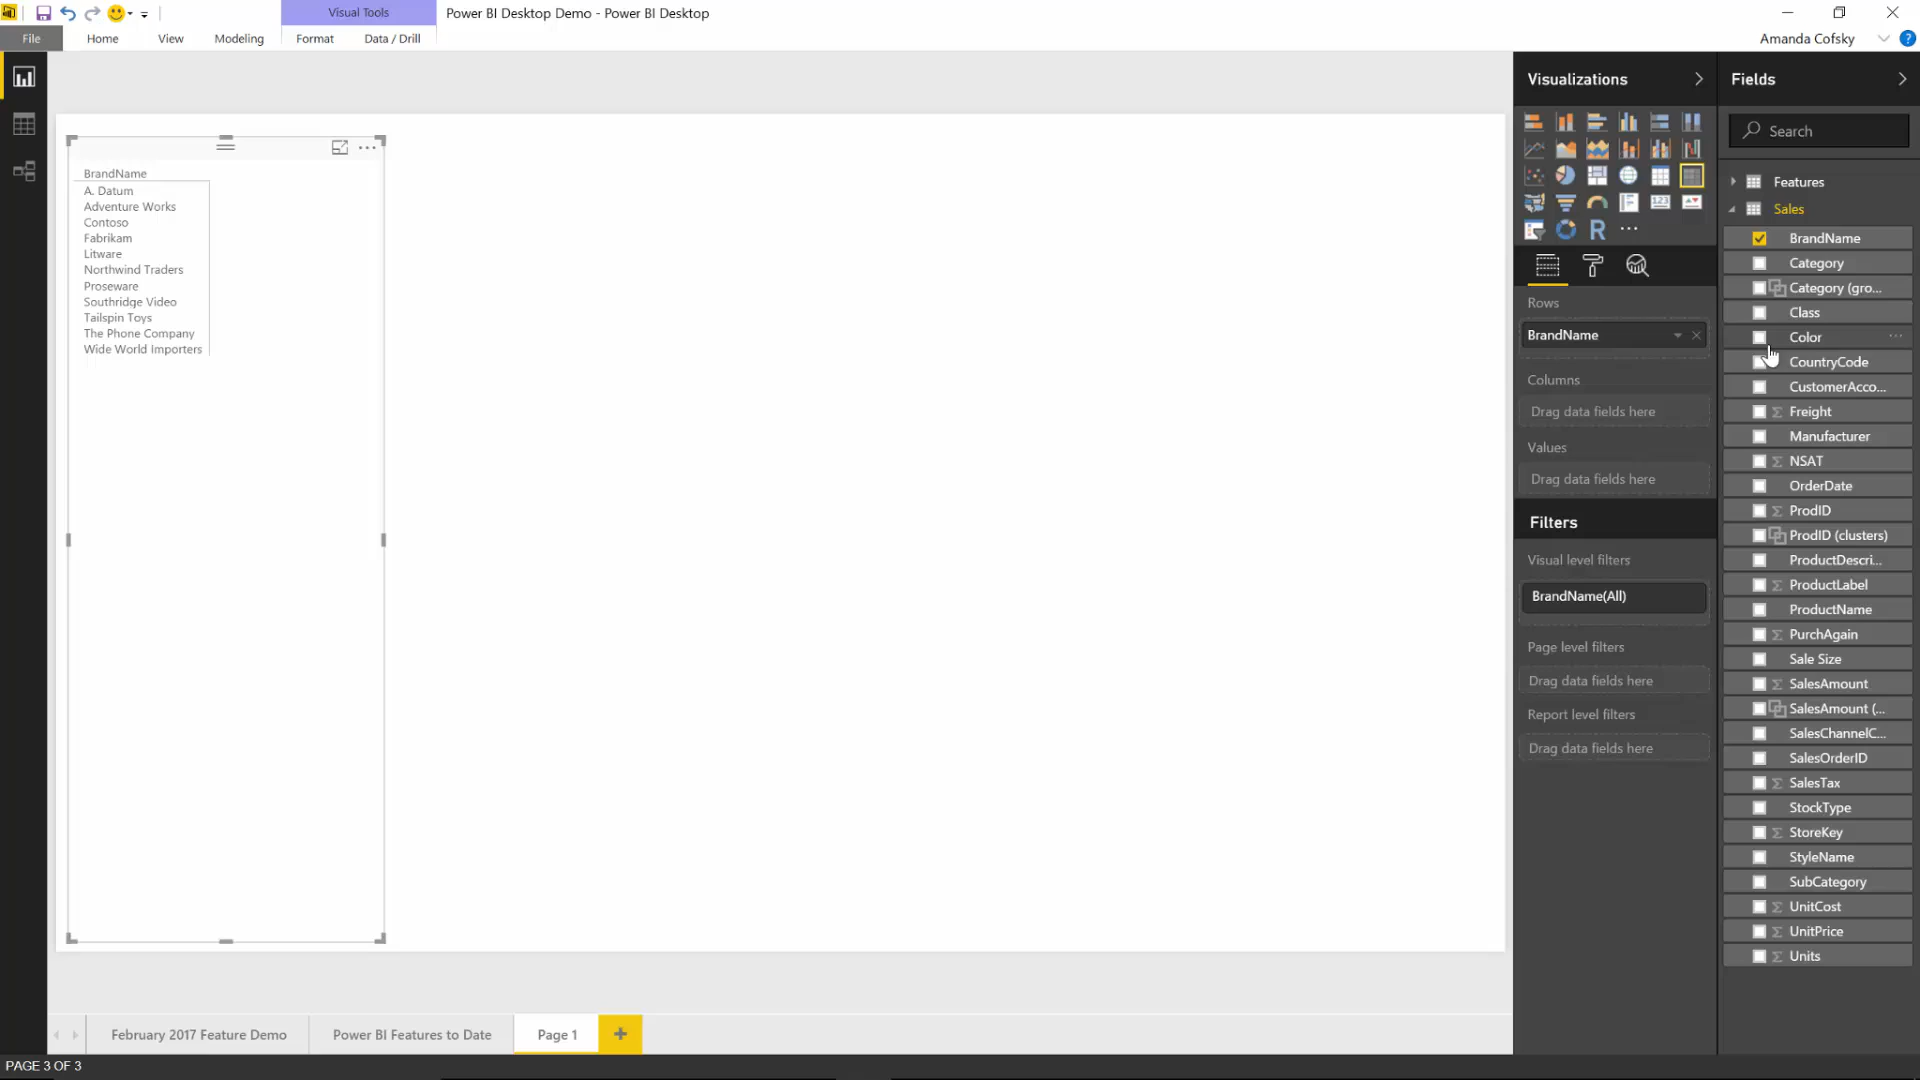 Visual Tools
Power BI Desktop Demo - Power BI Desktop
File
Home
View
Modeling
Format
Data / Drill
Amanda Cofsky
?
BrandName
A. Datum
Adventure Works
Contoso
Fabrikam
Litware
Northwind Traders
Proseware
Southridge Video
Tailspin Toys
The Phone Company
Wide World Importers
Visualizations
123
R
Rows
BrandName
Columns
Drag data fields here
Values
Drag data fields here
Filters
Visual level filters
BrandName(All)
Page level filters
Drag data fields here
Report level filters
Drag data fields here
Fields
Search
Features
Sales
BrandName
Category
Category (gro...
Class
Color
CountryCode
CustomerAcco...
Σ Freight
Manufacturer
Σ NSAT
OrderDate
Σ ProdID
ProdID (clusters)
ProductDescri...
Σ ProductLabel
ProductName
Σ PurchAgain
Sale Size
Σ SalesAmount
SalesAmount (...
SalesChannelC...
SalesOrderID
Σ SalesTax
StockType
Σ StoreKey
StyleName
SubCategory
Σ UnitCost
Σ UnitPrice
Σ Units
February 2017 Feature Demo
Power BI Features to Date
Page 1
PAGE 3 OF 3